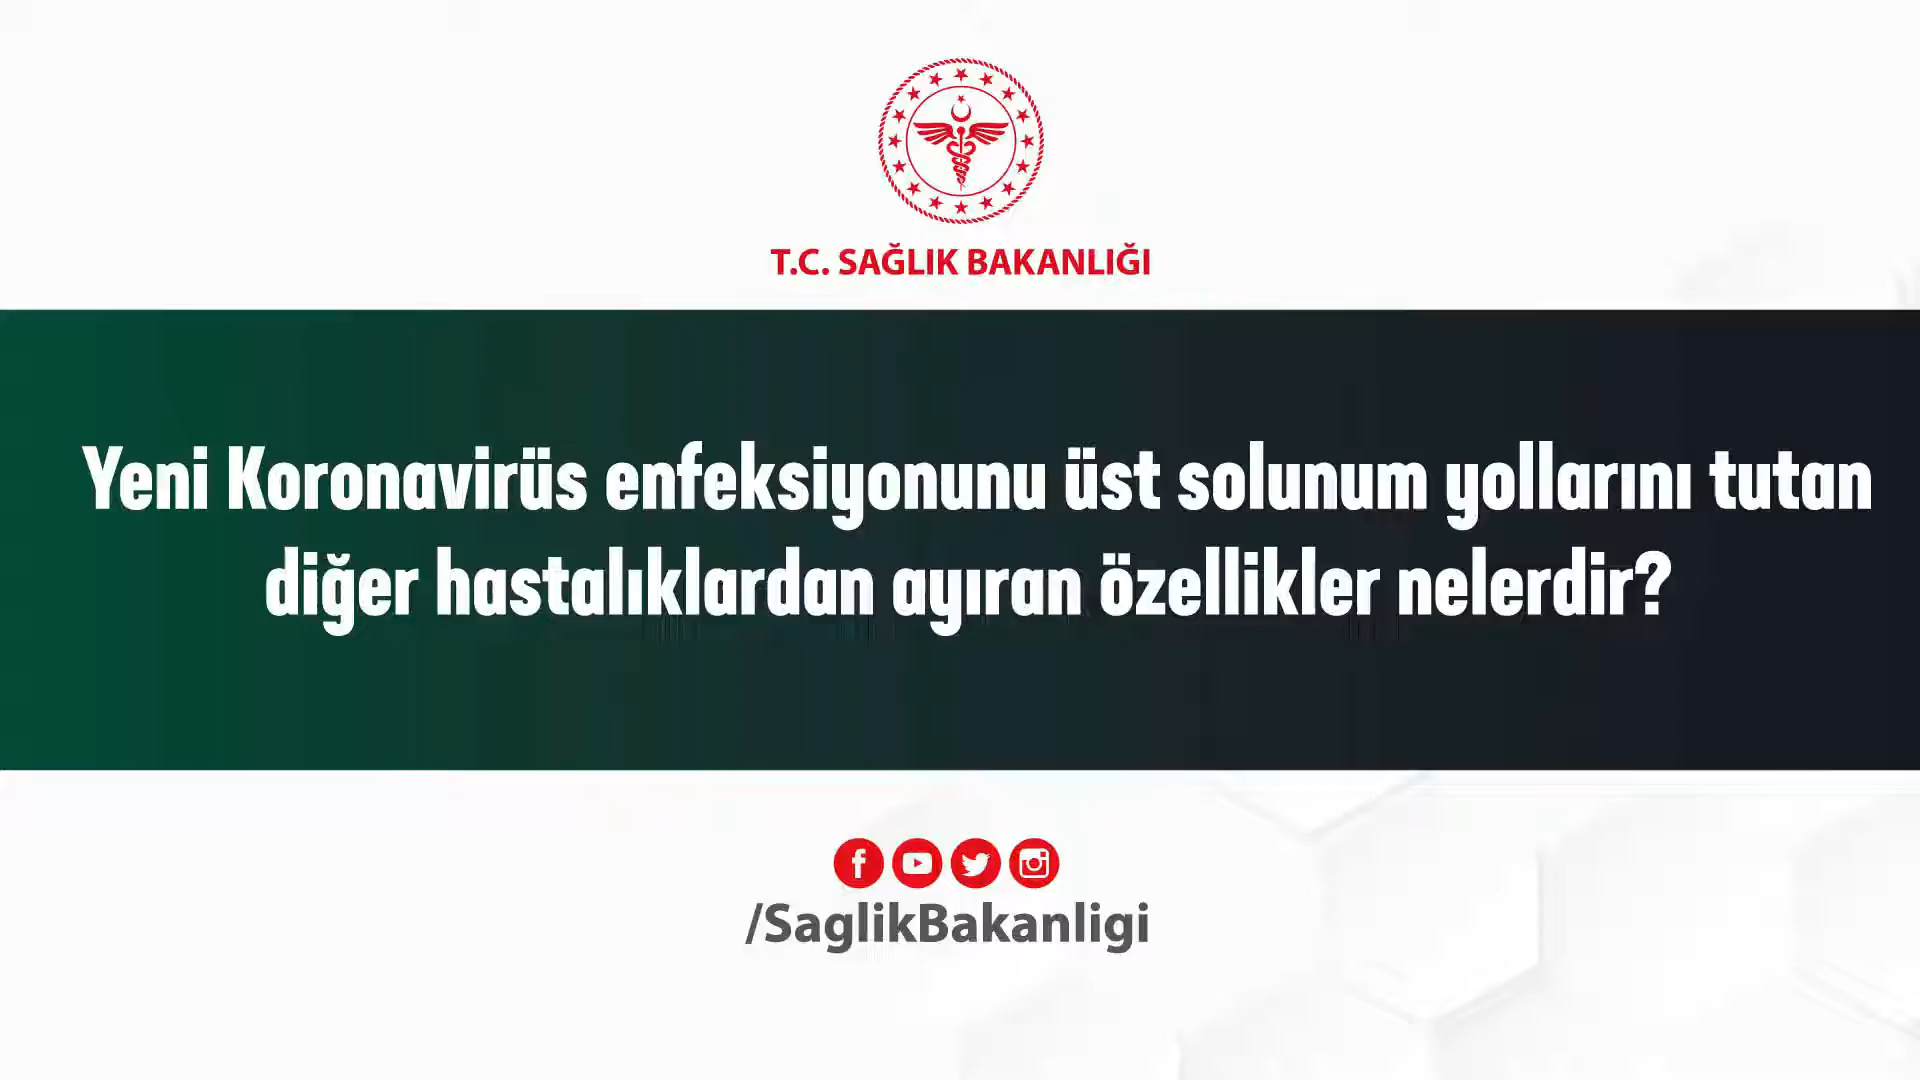 T.C. SAĞLIK BAKANLIĞI
Yeni Koronavirüs enfeksiyonunu üst solunum yollarını tutan
diğer hastalıklardan ayıran özellikler nelerdir?
/SaglikBakanligi